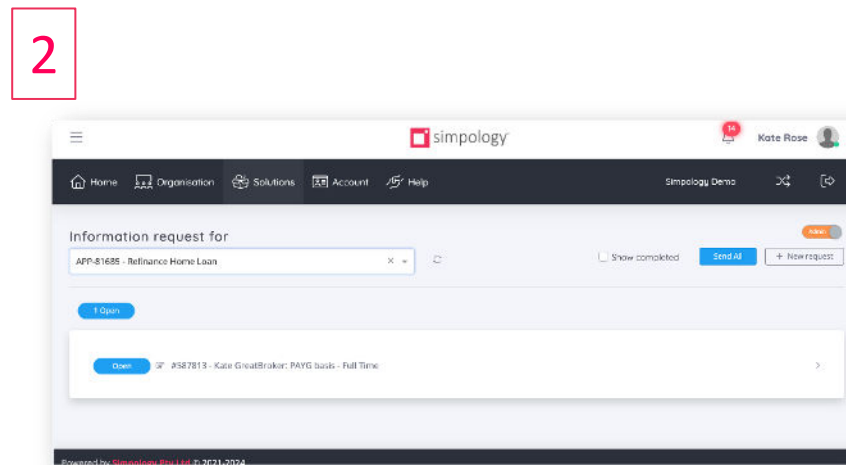 2
simpology
14
Kate Rose
Home
Organisation
Solutions
Account
Help
Simpology Demo
Information request for
Admin
APP-81685 - Refinance Home Loan
Show completed
Send All
+ New request
1 Open
Open
#587813 - Kate GreatBroker: PAYG basis - Full Time
Powered by Simpology Pty Ltd © 2021-2024